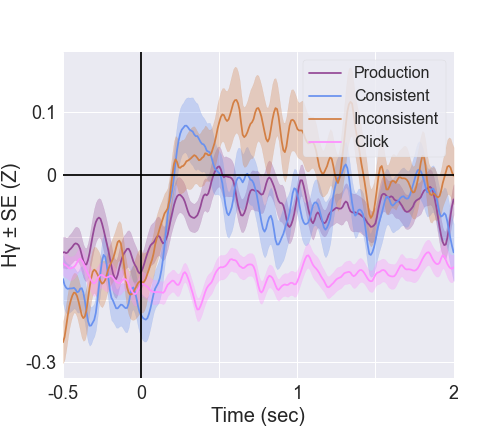 Production
Consistent
Inconsistent
Click
0.1
0
-0.3
Hγ ± SE (Z)
-0.5 0 1 2
Time (sec)